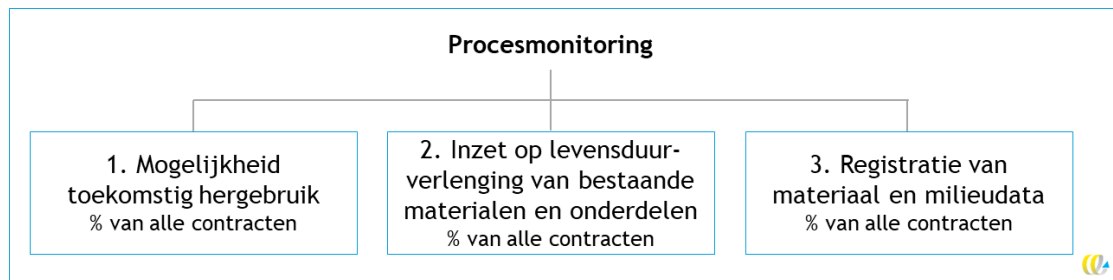 Procesmonitoring
1. Mogelijkheid
toekomstig hergebruik
% van alle contracten
2. Inzet op levensduur-
verlenging van bestaande
materialen en onderdelen
% van alle contracten
3. Registratie van
materiaal en milieudata
% van alle contracten